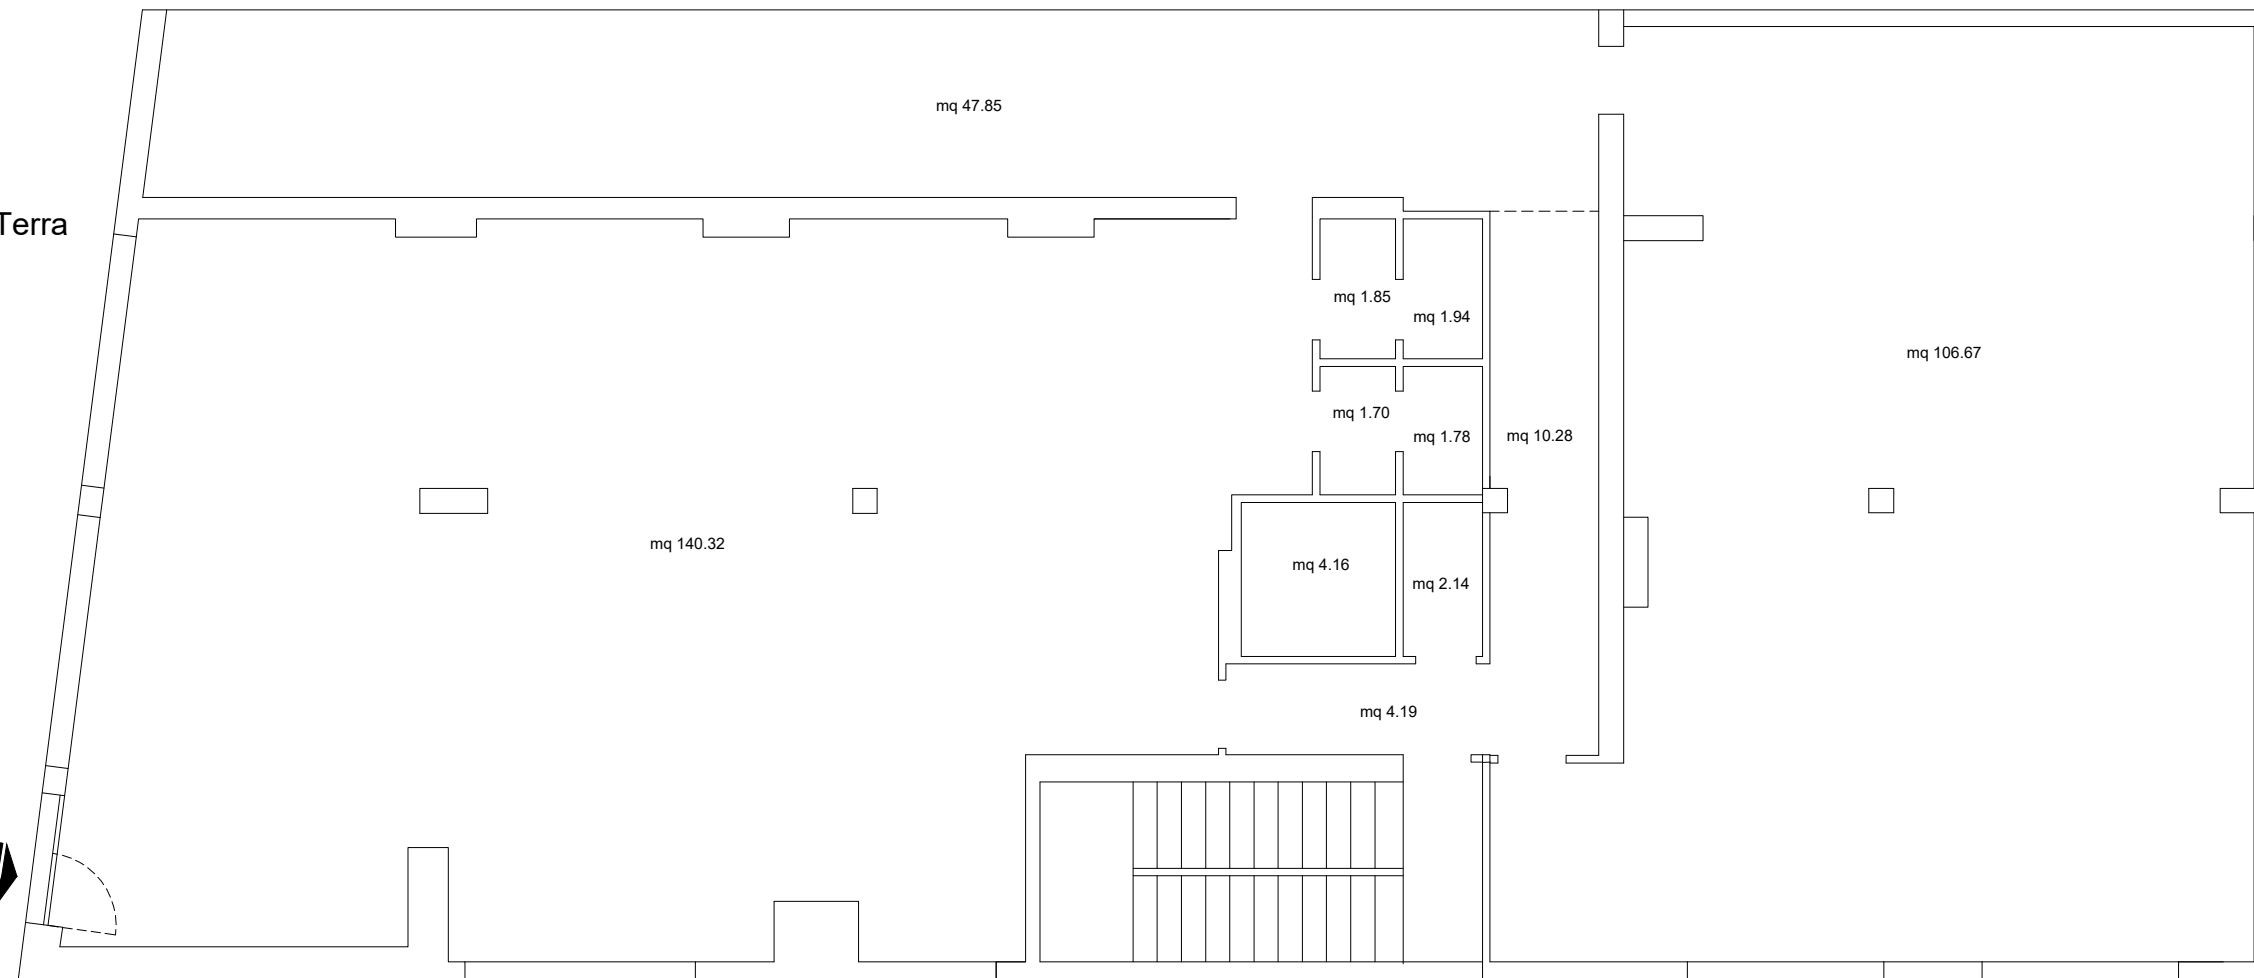 mq 47.85
Terra
mq 1.85
mq 1.94
mq 106.67
mq 1.70
mq 1.78
mq 10.28
mq 140.32
mq 4.16
mq 2.14
mq 4.19